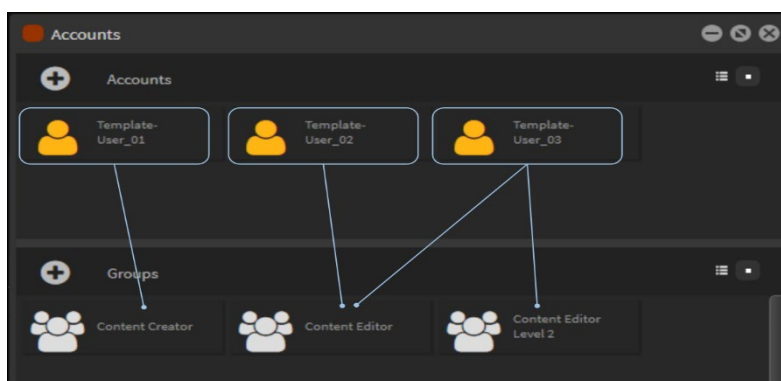 Accounts
Accounts
Template-
User_01
Template-
User_02
Template-
User_03
Groups
Content Creator
Content Editor
Content Editor
Level 2